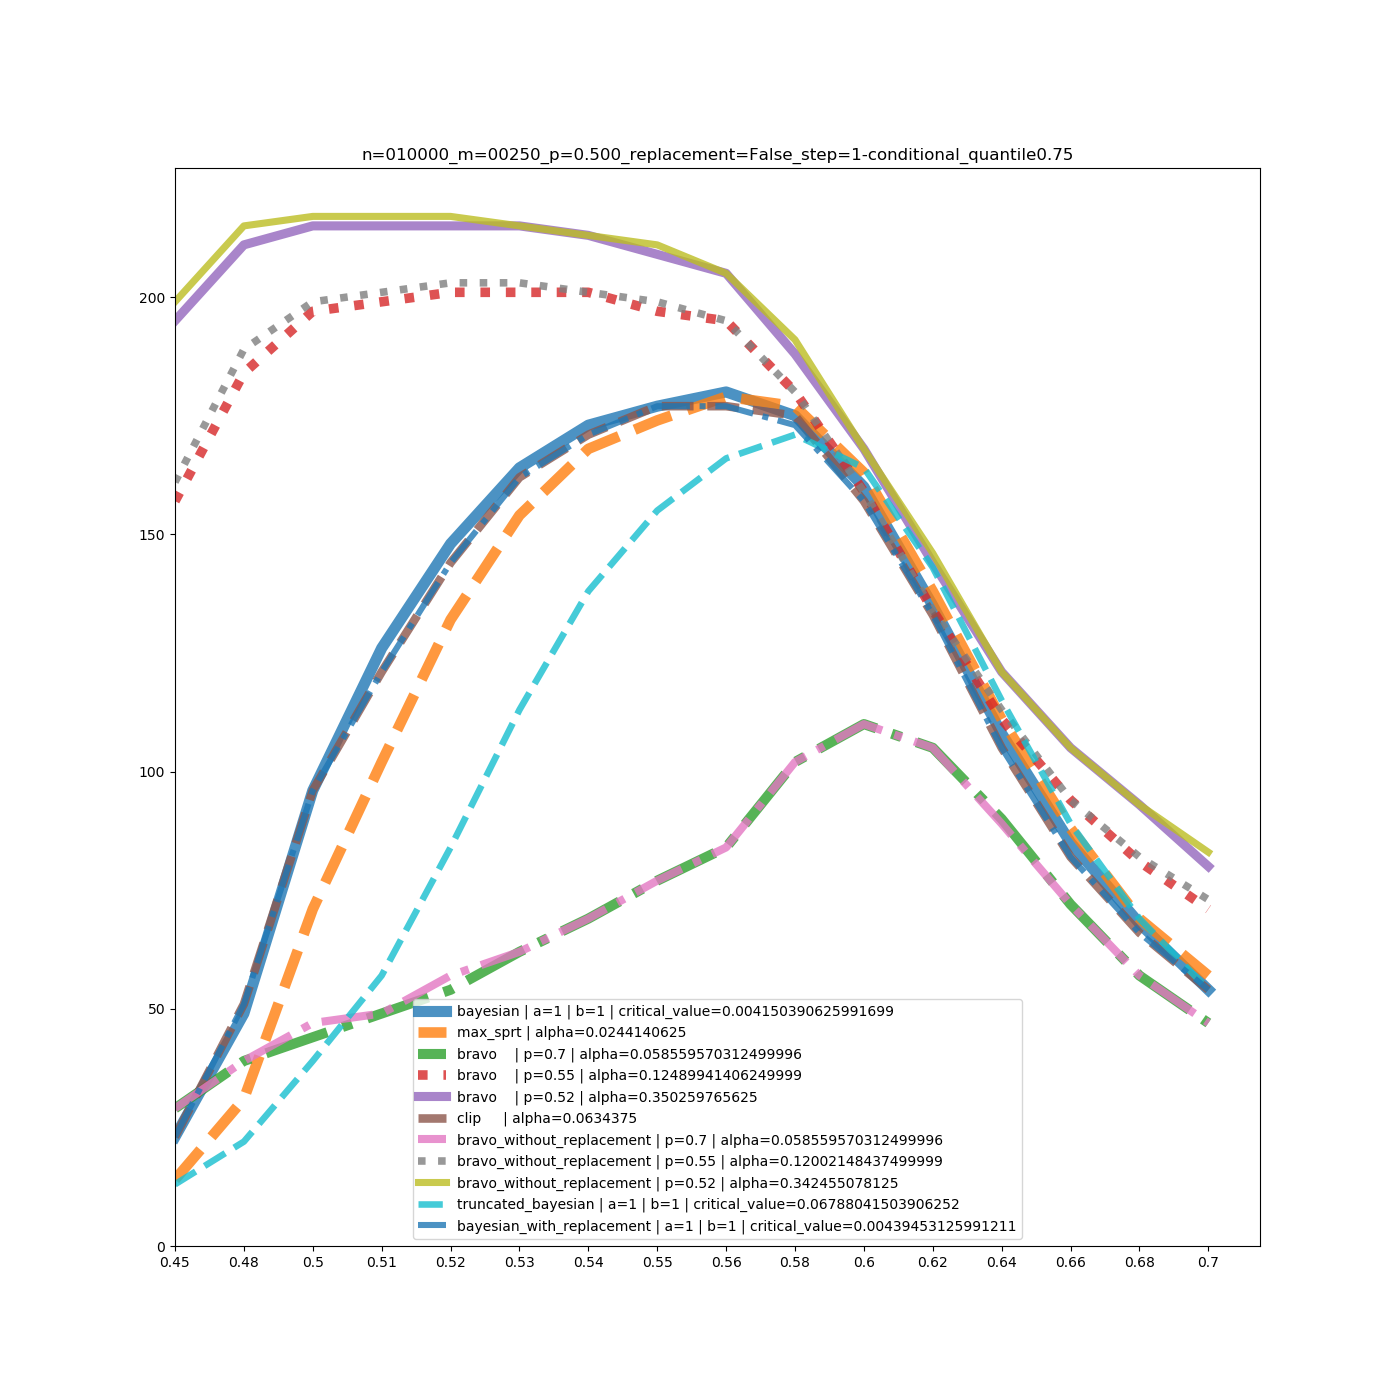 n=010000_m=00250_p=0.500_replacement=False_step=1-conditional_quantile0.75
200
150
100
50
0
bayesian | a=1 | b=1 | critical_value=0.004150390625991699
max_sprt | alpha=0.0244140625
bravo | p=0.7 | alpha=0.058559570312499996
bravo | p=0.55 | alpha=0.12489941406249999
bravo | p=0.52 | alpha=0.350259765625
clip | alpha=0.0634375
bravo_without_replacement | p=0.7 | alpha=0.058559570312499996
bravo_without_replacement | p=0.55 | alpha=0.12002148437499999
bravo_without_replacement | p=0.52 | alpha=0.342455078125
truncated_bayesian | a=1 | b=1 | critical_value=0.06788041503906252
bayesian_with_replacement | a=1 | b=1 | critical_value=0.00439453125991211
0.45 0.48 0.5 0.51 0.52 0.53 0.54 0.55 0.56 0.58 0.6 0.62 0.64 0.66 0.68 0.7